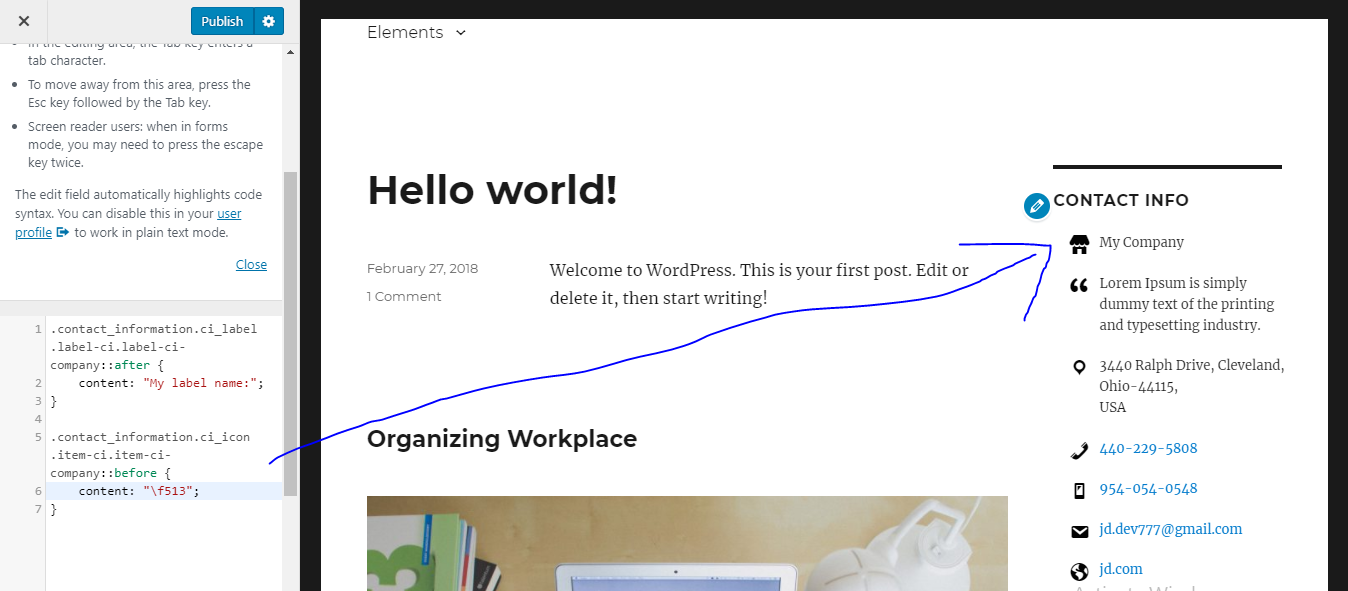 Publish
In the editing area, the Tab key enters a
tab character.
To move away from this area, press the
Esc key followed by the Tab key.
Screen reader users: when in forms
mode, you may need to press the escape
key twice.
The edit field automatically highlights code
syntax. You can disable this in your user
profile to work in plain text mode.
Close
1 .contact_information.ci_label
.label-ci.label-ci-
company::after {
2 content: "My label name:";
3 }
4
5 .contact_information.ci_icon
.item-ci.item-ci-
company::before {
6 content: "\f513";
7 }
Elements
Hello world!
February 27, 2018
1 Comment
Welcome to WordPress. This is your first post. Edit or
delete it, then start writing!
Organizing Workplace
CONTACT INFO
My Company
Lorem Ipsum is simply
dummy text of the printing
and typesetting industry.
3440 Ralph Drive, Cleveland,
Ohio-44115,
USA
440-229-5808
954-054-0548
jd.dev777@gmail.com
jd.com